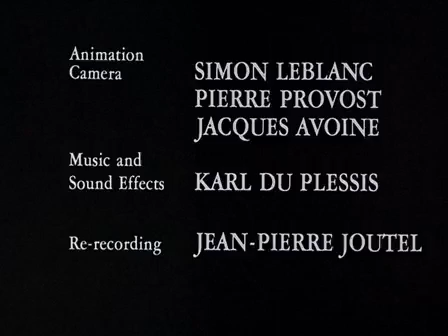 Animation
Camera
SIMON LEBLANC
PIERRE PROVOST
JACQUES AVOINE
Music and
Sound Effects
KARL DU PLESSIS
Re-recording
JEAN-PIERRE JOUTEL